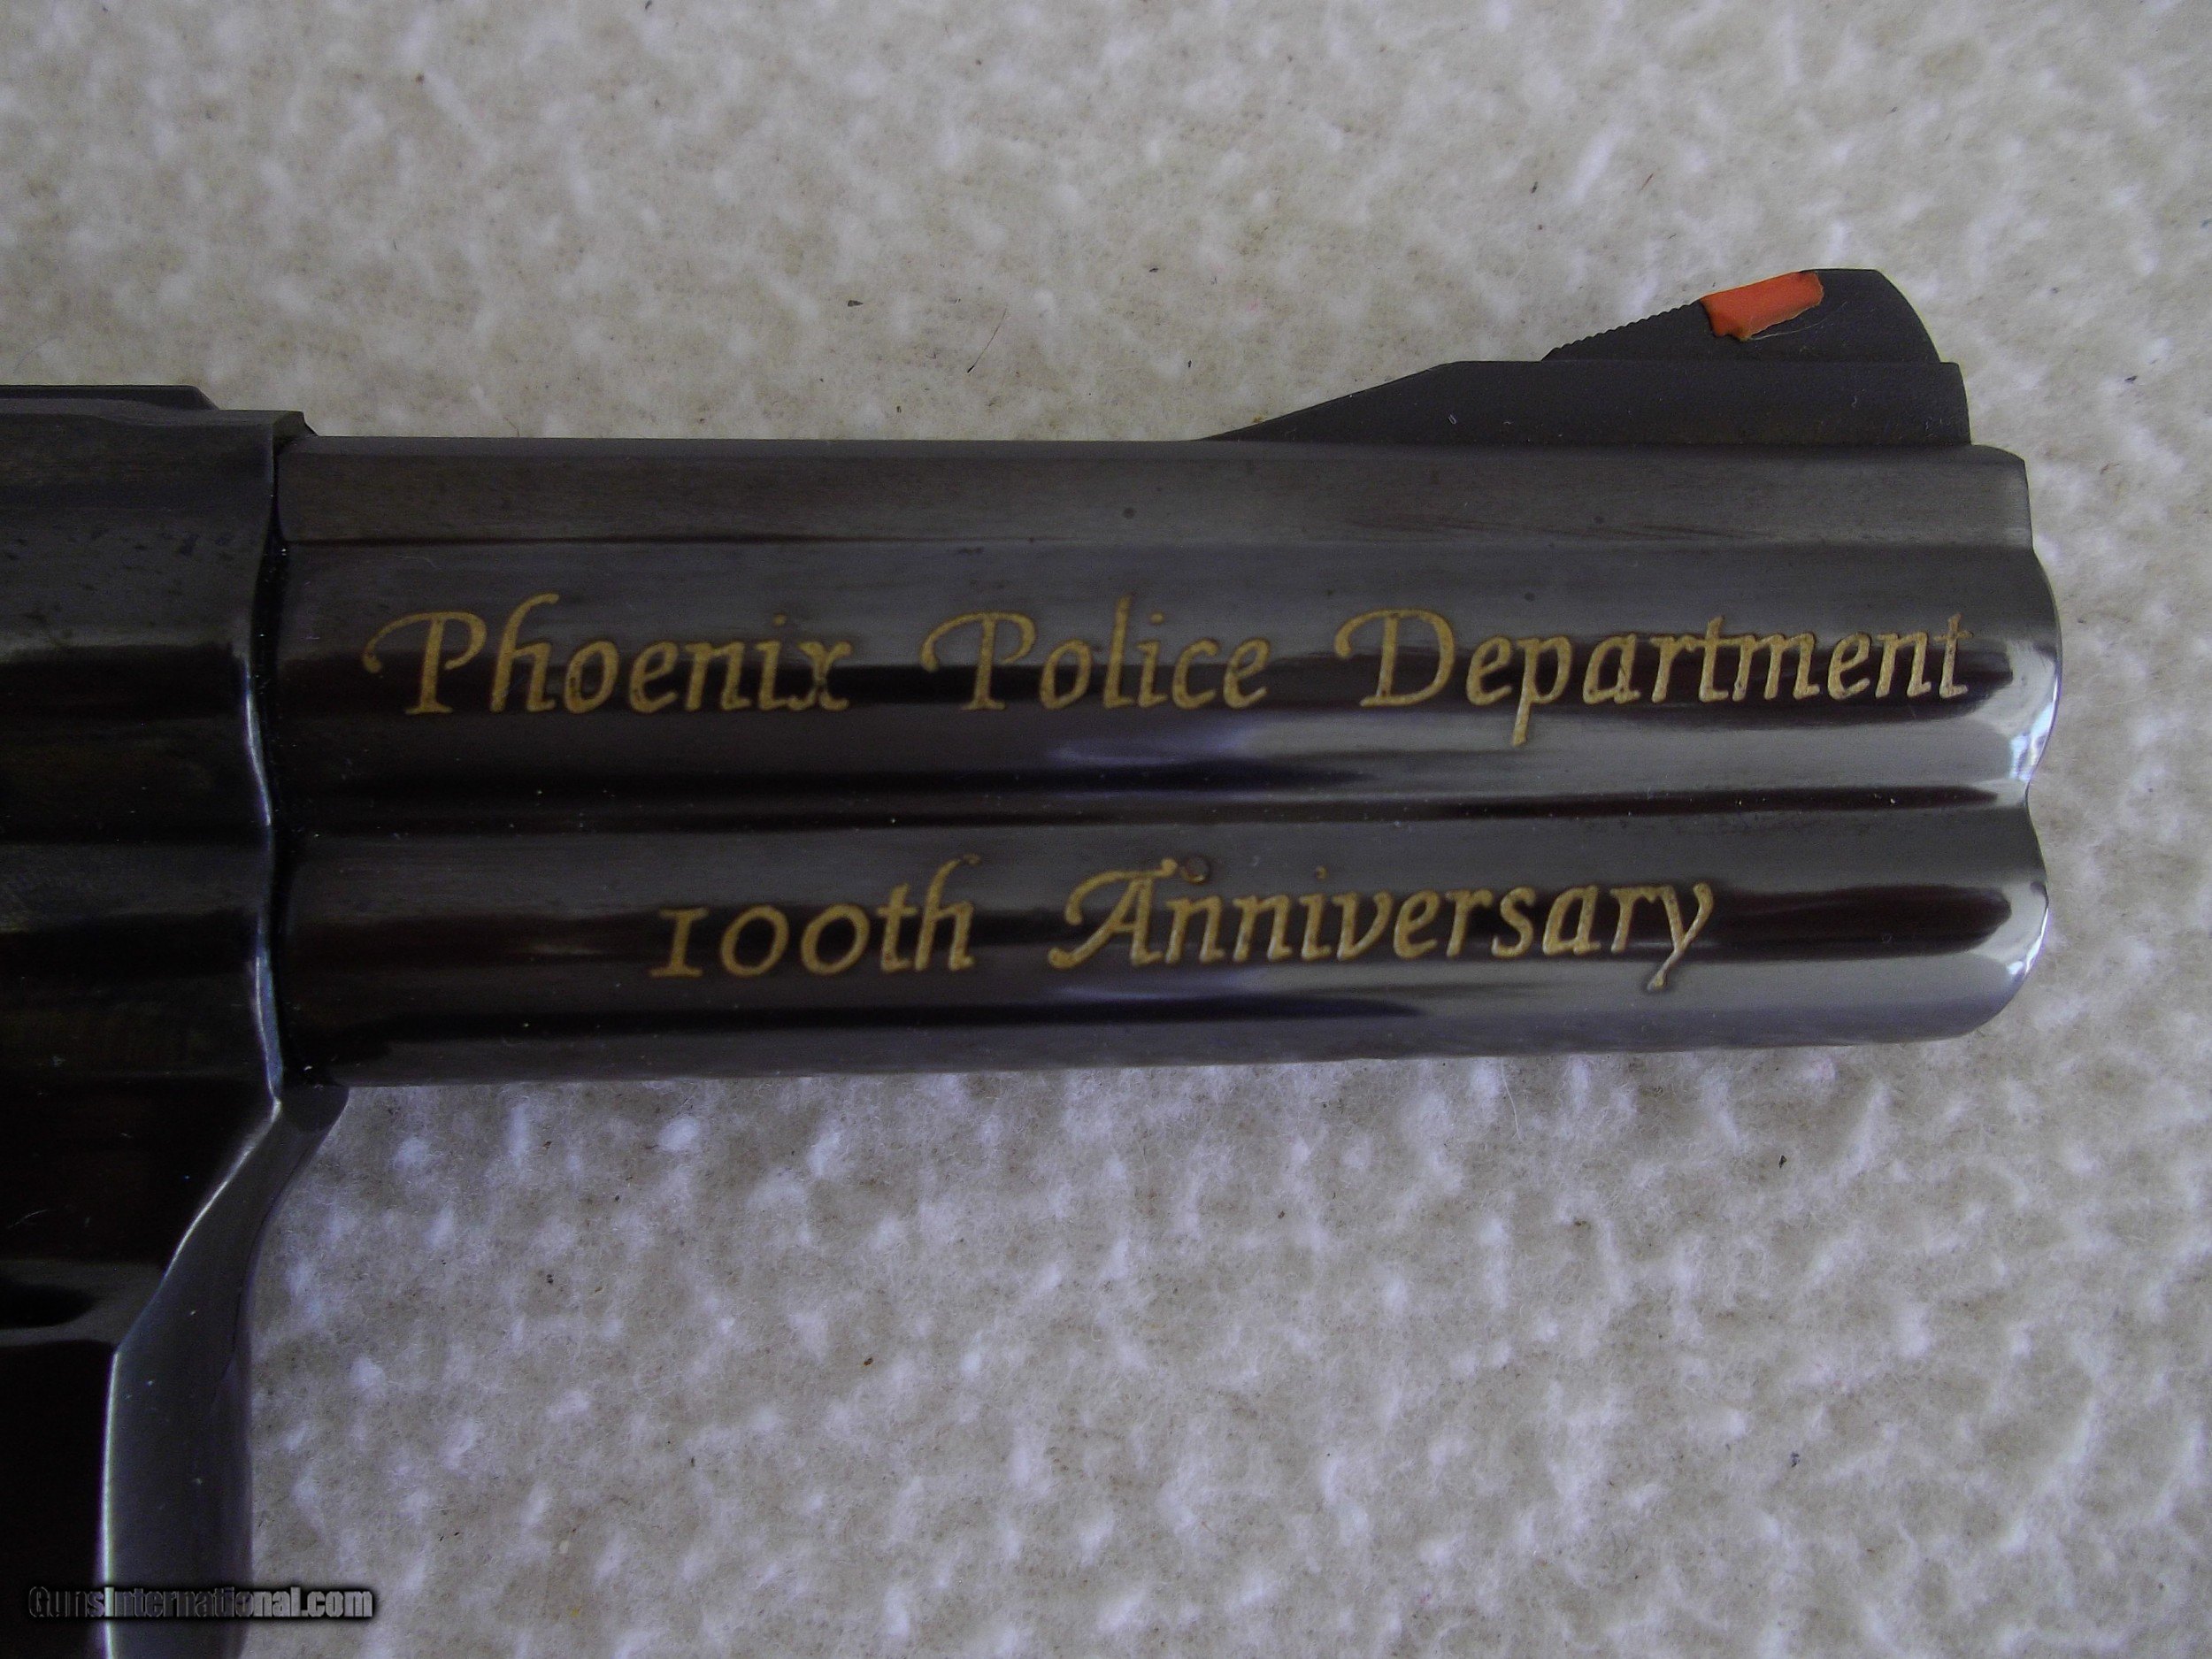 Phoenix Police Department
100th Anniversary
GunsInternational.com